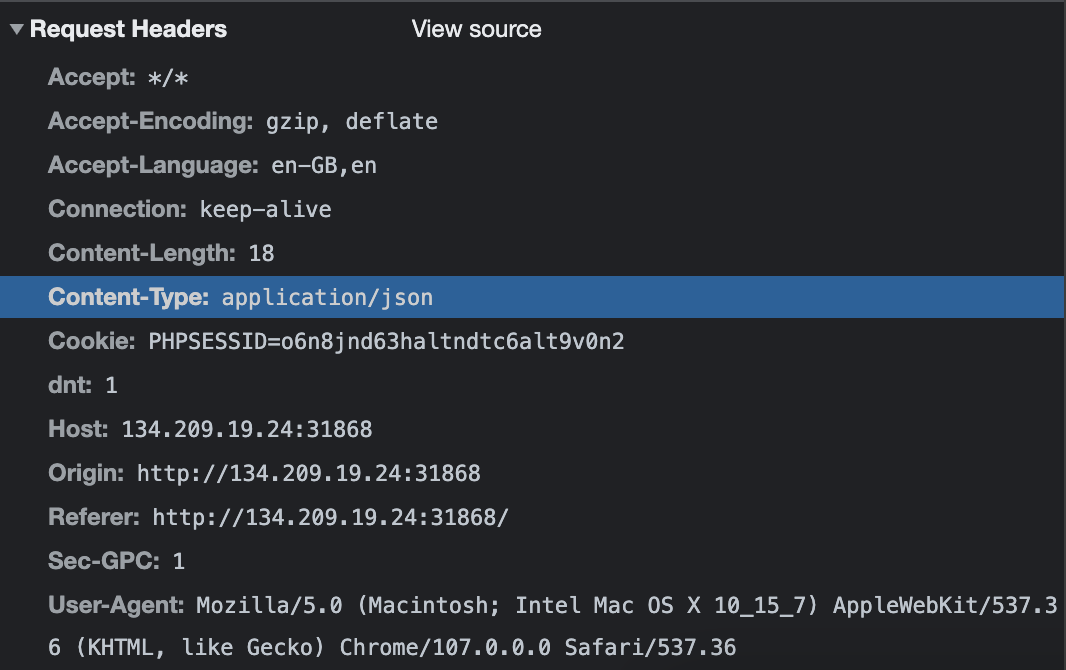 Request Headers View source
Accept: */*
Accept-Encoding: gzip, deflate
Accept-Language: en-GB,en
Connection: keep-alive
Content-Length: 18
Content-Type: application/json
Cookie: PHPSESSID=o6n8jnd63haltndtc6alt9v0n2
dnt: 1
Host: 134.209.19.24:31868
Origin: http://134.209.19.24:31868
Referer: http://134.209.19.24:31868/
Sec-GPC: 1
User-Agent: Mozilla/5.0 (Macintosh; Intel Mac OS X 10_15_7) AppleWebKit/537.3
6 (KHTML, like Gecko) Chrome/107.0.0.0 Safari/537.36